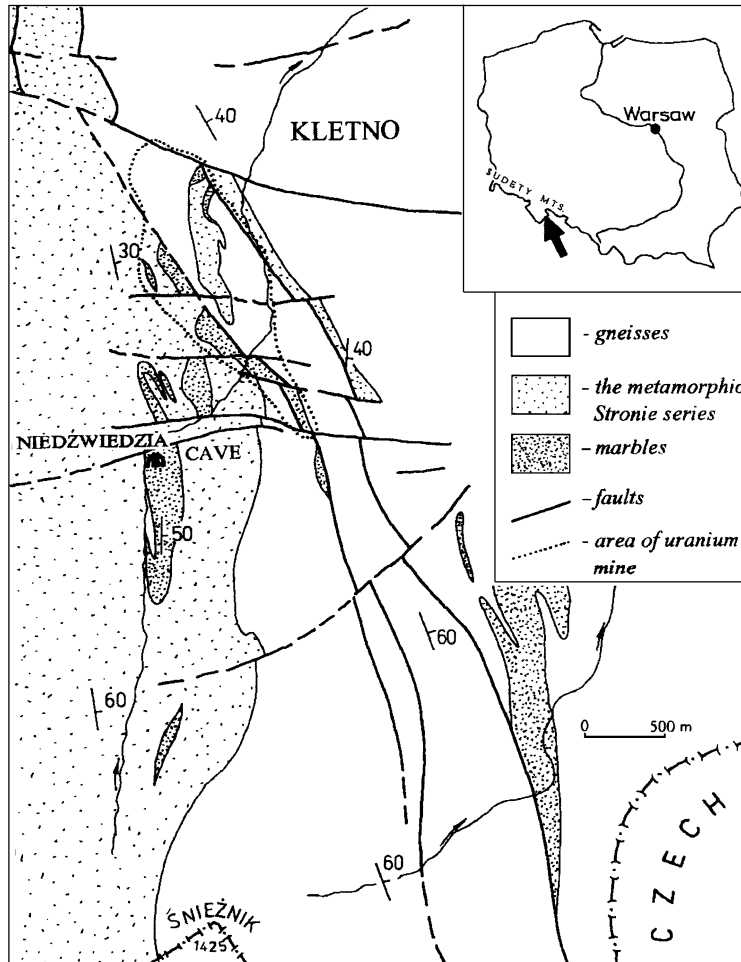 40
KLETNO
Warsaw
SUDETY MTS.
30
40
- gneisses
- the metamorphic
Stronie series
- marbles
- faults
- area of uranium
mine
NIEDŹWIEDZIA
CAVE
50
60
60
0 500 m
60
ŚNIEŻNIK
1425
CZECH